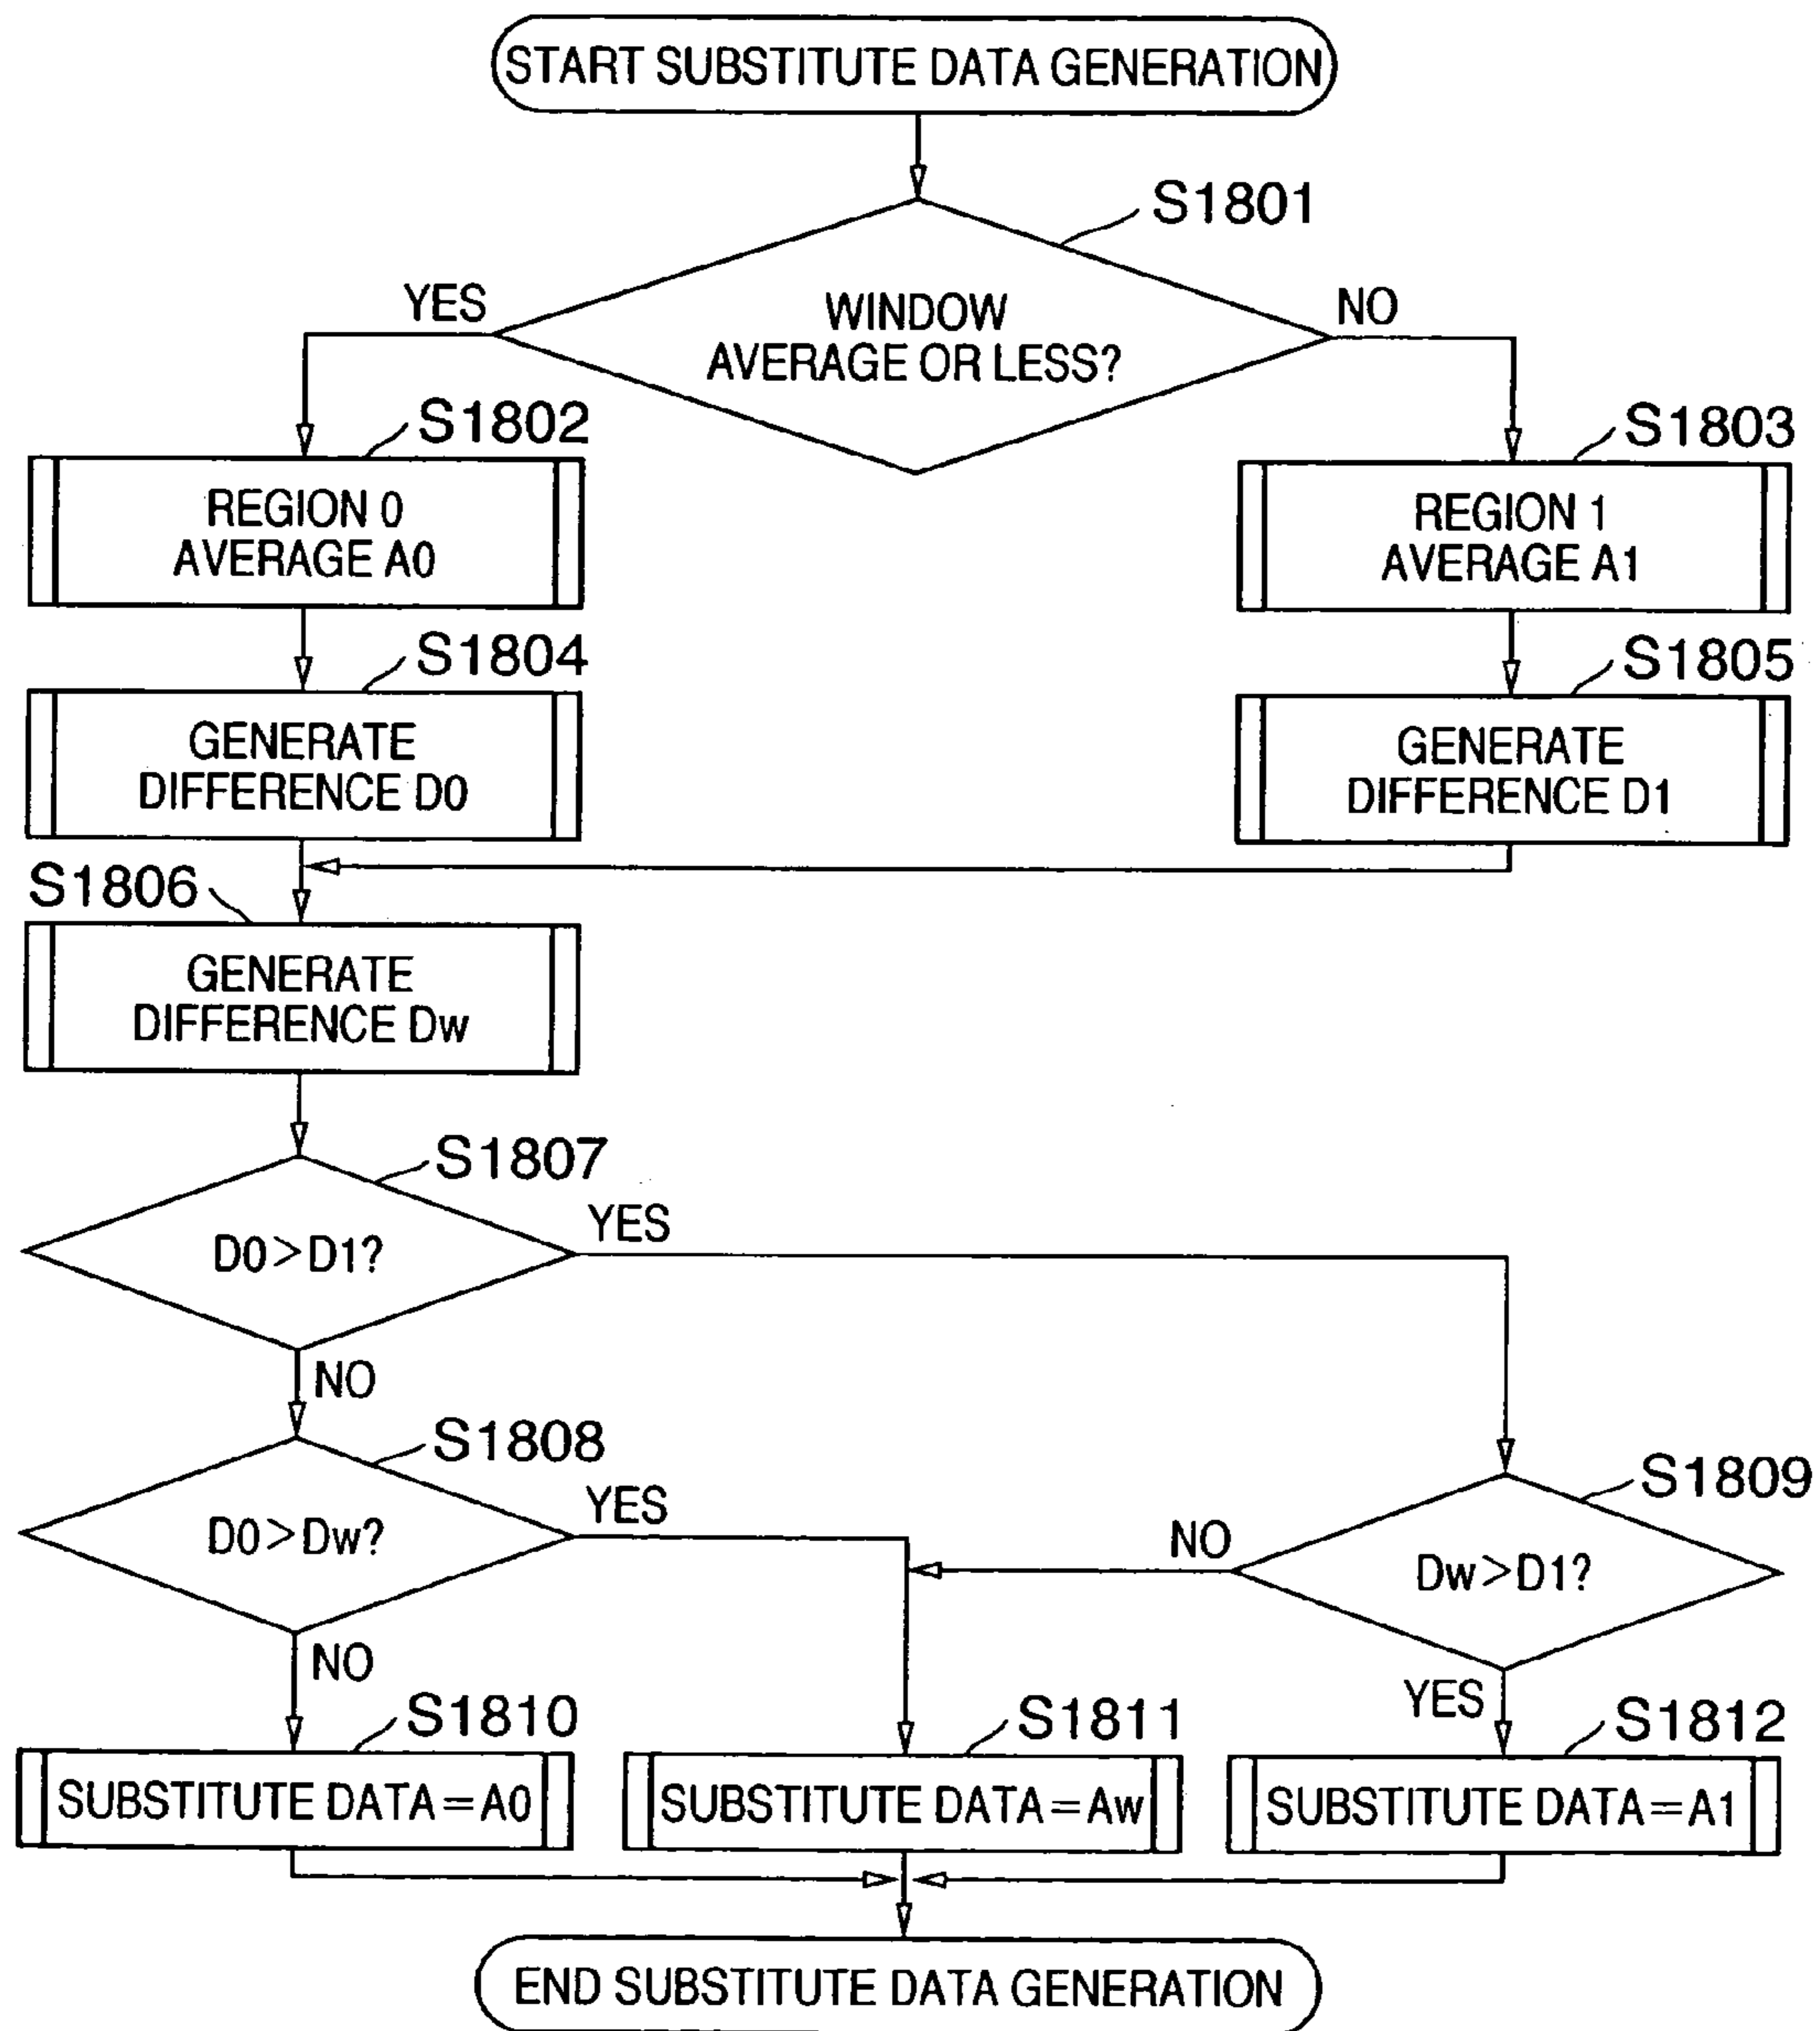 START SUBSTITUTE DATA GENERATION
S1801
YES
WINDOW
AVERAGE OR LESS?
NO
S1802
S1803
REGION 0
AVERAGE A0
REGION 1
AVERAGE A1
S1804
S1805
GENERATE
DIFFERENCE D0
GENERATE
DIFFERENCE D1
S1806
GENERATE
DIFFERENCE Dw
S1807
D0>D1?
YES
NO
S1808
D0>Dw?
YES
S1809
NO
Dw>D1?
NO
YES
S1810
S1811
S1812
SUBSTITUTE DATA=A0
SUBSTITUTE DATA=Aw
SUBSTITUTE DATA=A1
END SUBSTITUTE DATA GENERATION